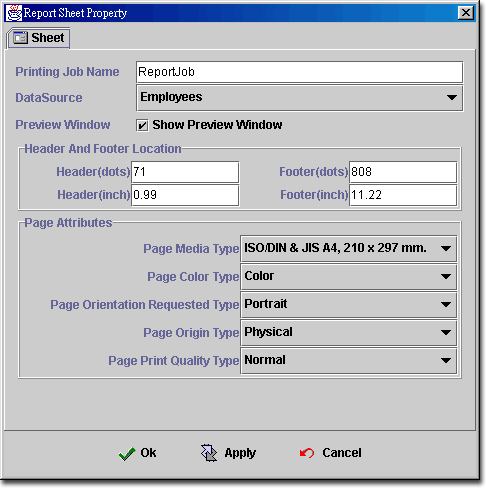 Report Sheet Property
Sheet
Printing Job Name ReportJob
DataSource Employees
Preview Window Show Preview Window
Header And Footer Location
Header(dots) 71 Footer(dots) 808
Header(inch) 0.99 Footer(inch) 11.22
Page Attributes
Page Media Type ISO/DIN & JIS A4, 210 x 297 mm.
Page Color Type Color
Page Orientation Requested Type Portrait
Page Origin Type Physical
Page Print Quality Type Normal
Ok Apply Cancel